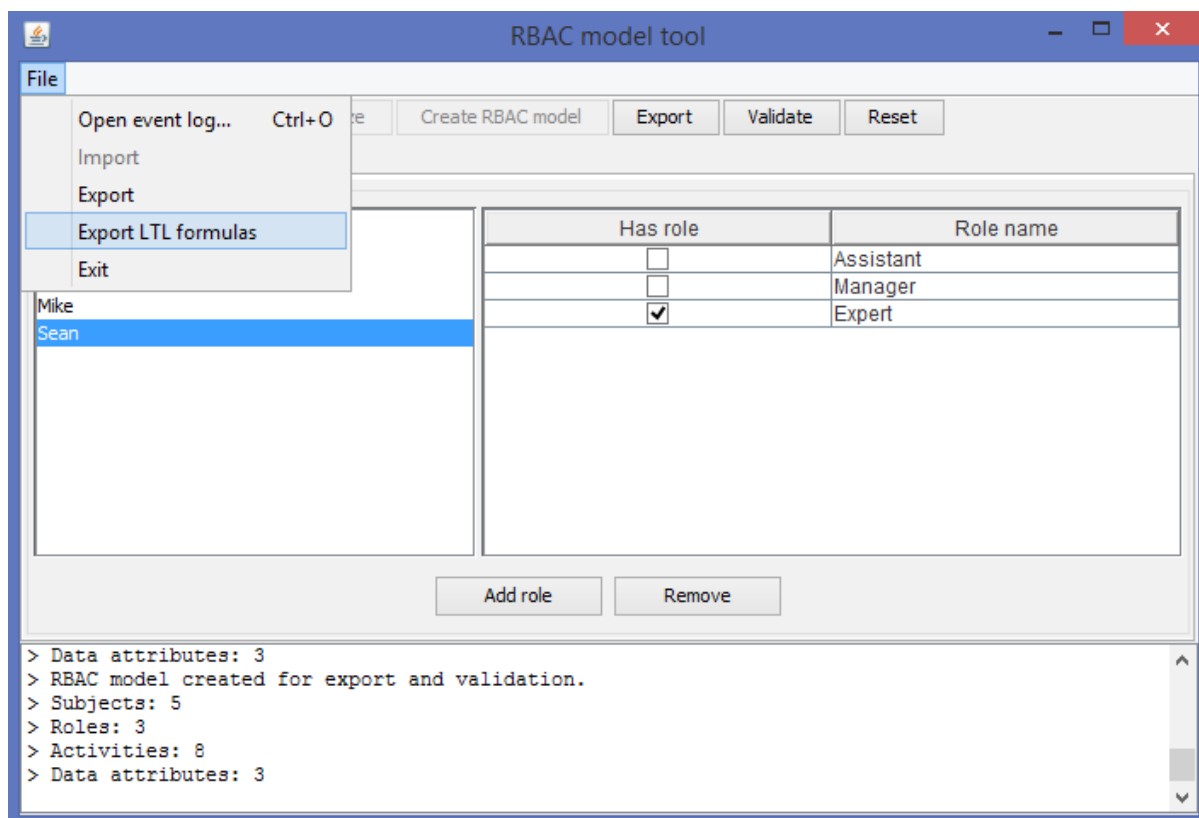 RBAC model tool
File
Open event log... Ctrl+O
Create RBAC model Export Validate Reset
Import
Export
Export LTL formulas
Exit
Has role Role name
Assistant
Manager
Expert
Mike
Sean
Add role Remove
> Data attributes: 3
> RBAC model created for export and validation.
> Subjects: 5
> Roles: 3
> Activities: 8
> Data attributes: 3